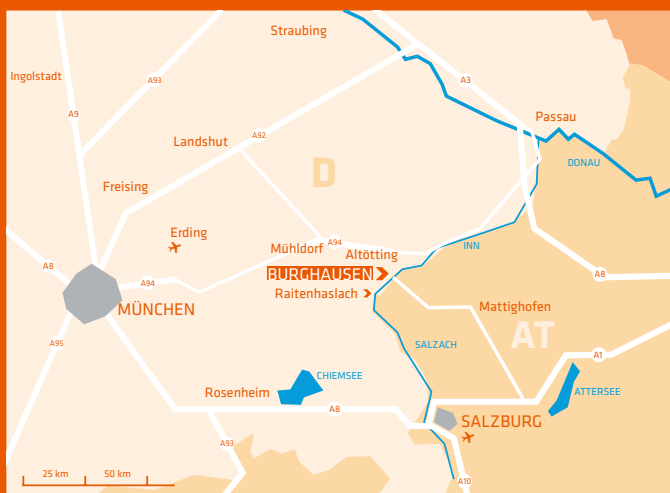 Straubing
Ingolstadt
A93
A3
A9
Passau
A92
Landshut
DONAU
D
Freising
Erding
Mühldorf
A94
Altötting
INN
A8
BURGHAUSEN
A8
A94
Raitenhaslach
MÜNCHEN
Mattighofen
AT
A95
SALZACH
A1
CHIEMSEE
Rosenheim
ATTERSEE
A8
SALZBURG
A93
25 km
50 km
A10